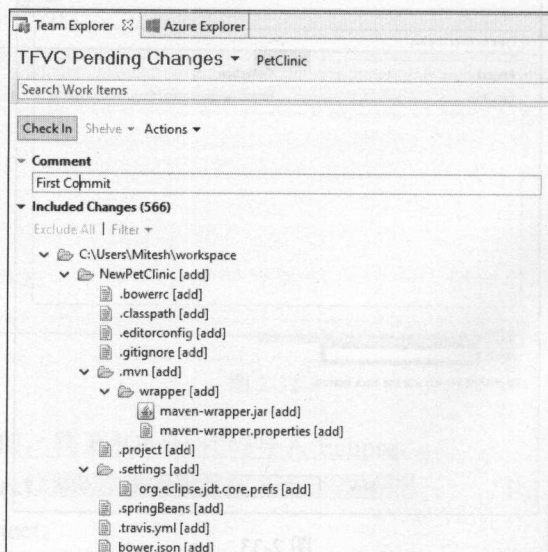 Team Explorer Azure Explorer
TFVC Pending Changes PetClinic
Search Work Items
Check In Shelve Actions
Comment
First Commit
Included Changes (566)
Exclude All | Filter
C:\Users\Mitesh\workspace
NewPetClinic [add]
.bowerrc [add]
.classpath [add]
.editorconfig [add]
.gitignore [add]
.mvn [add]
wrapper [add]
maven-wrapper.jar [add]
maven-wrapper.properties [add]
.project [add]
.settings [add]
org.eclipse.jdt.core.prefs [add]
.springBeans [add]
.travis.yml [add]
bower.json [add]